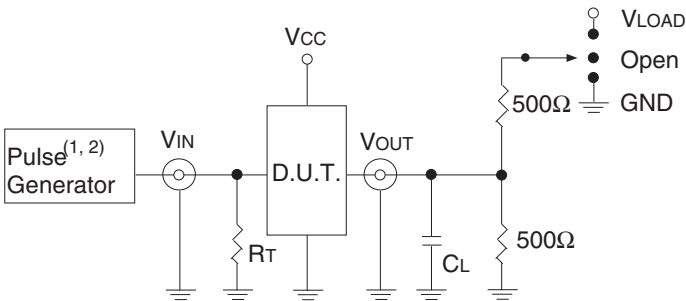 VLOAD
VCC
Open
500Ω
GND
Pulse(1, 2)
Generator
VIN
D.U.T.
VOUT
RT
CL
500Ω